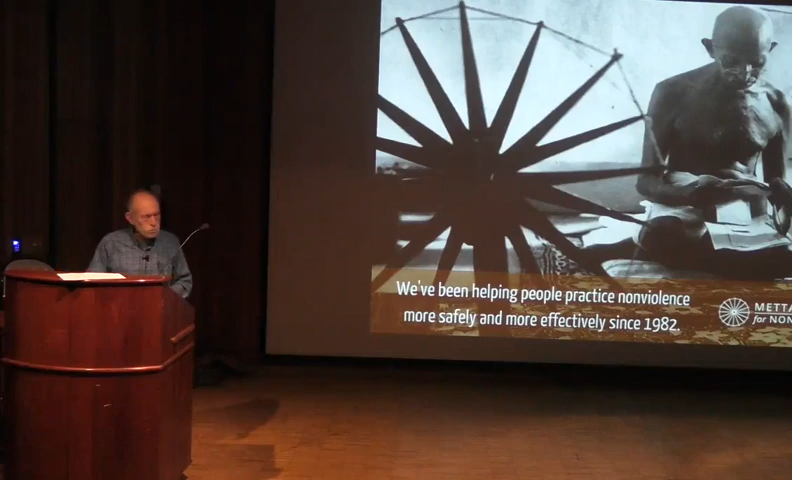 We've been helping people practice nonviolence
more safely and more effectively since 1982.
METTA
for NON